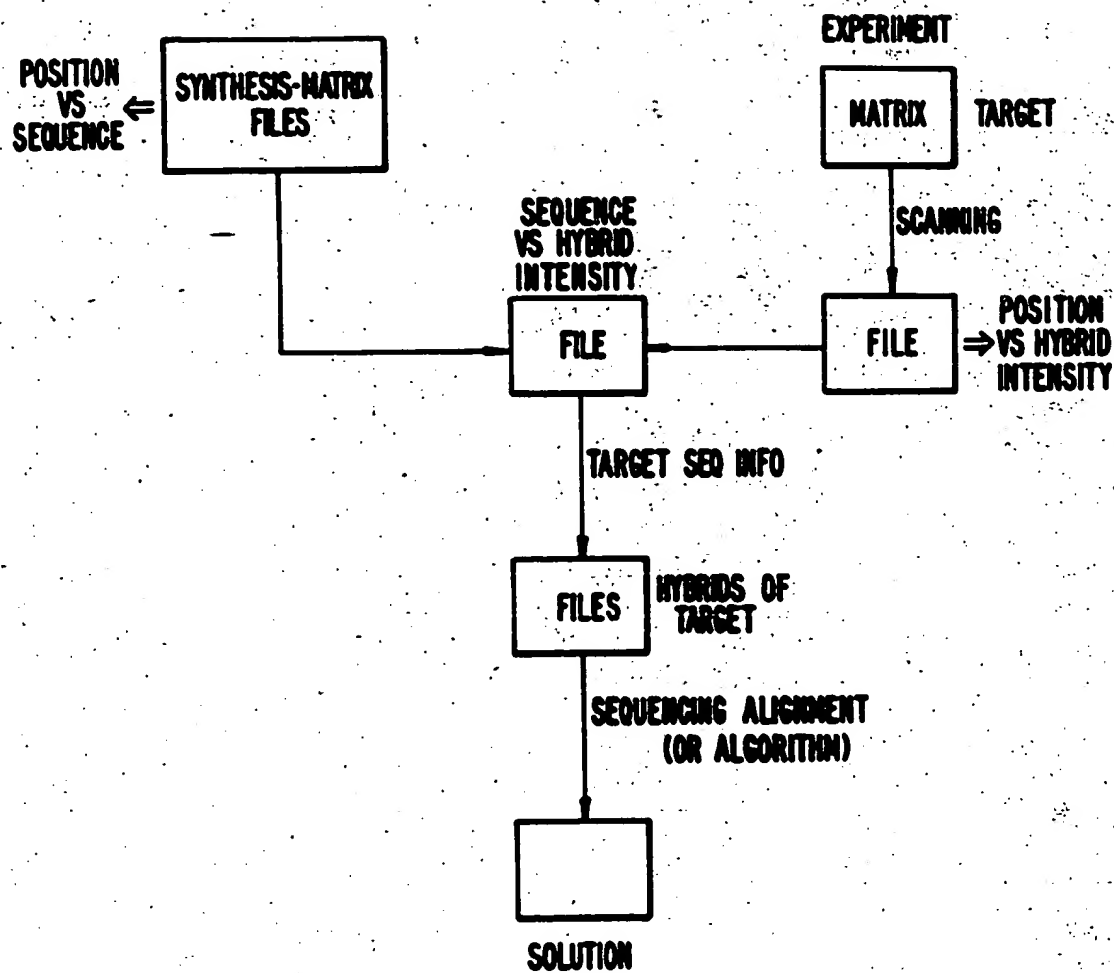 EXPERIMENT
POSITION
VS
SEQUENCE
⇐
SYNTHESIS-MATRIX
FILES
MATRIX
TARGET
SCANNING
SEQUENCE
VS HYBRID
INTENSITY
FILE
FILE
⇒
POSITION
VS HYBRID
INTENSITY
TARGET SEQ INFO
FILES
HYBRIDS OF
TARGET
SEQUENCING ALIGNMENT
(OR ALGORITHM)
SOLUTION